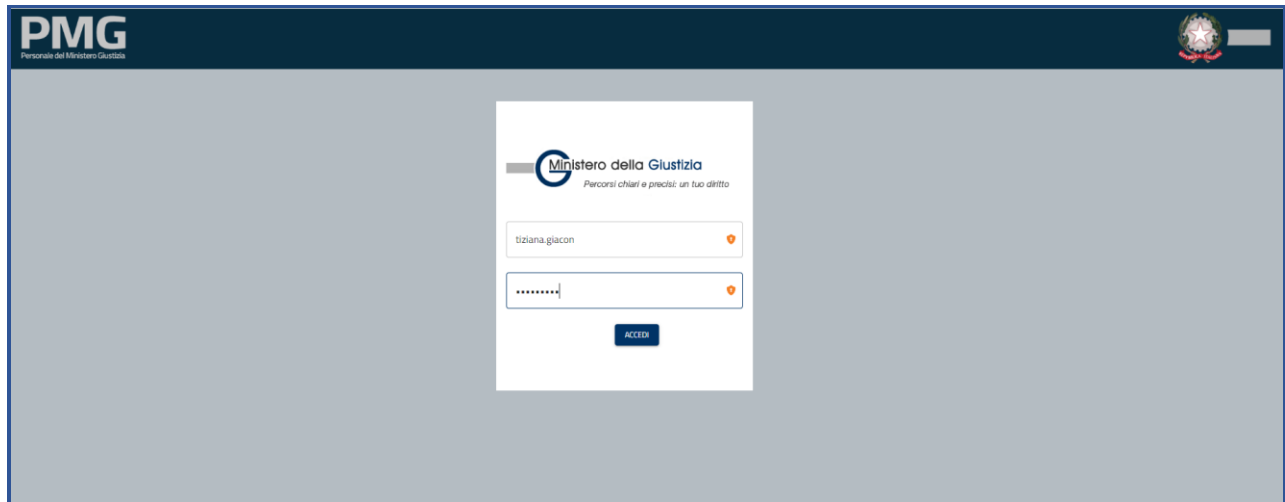 PMG
Personale del Ministero Giustizia
Ministero della Giustizia
Percorsi chiari e precisi: un tuo diritto
tiziana.giacon
•••••••••
ACCEDI